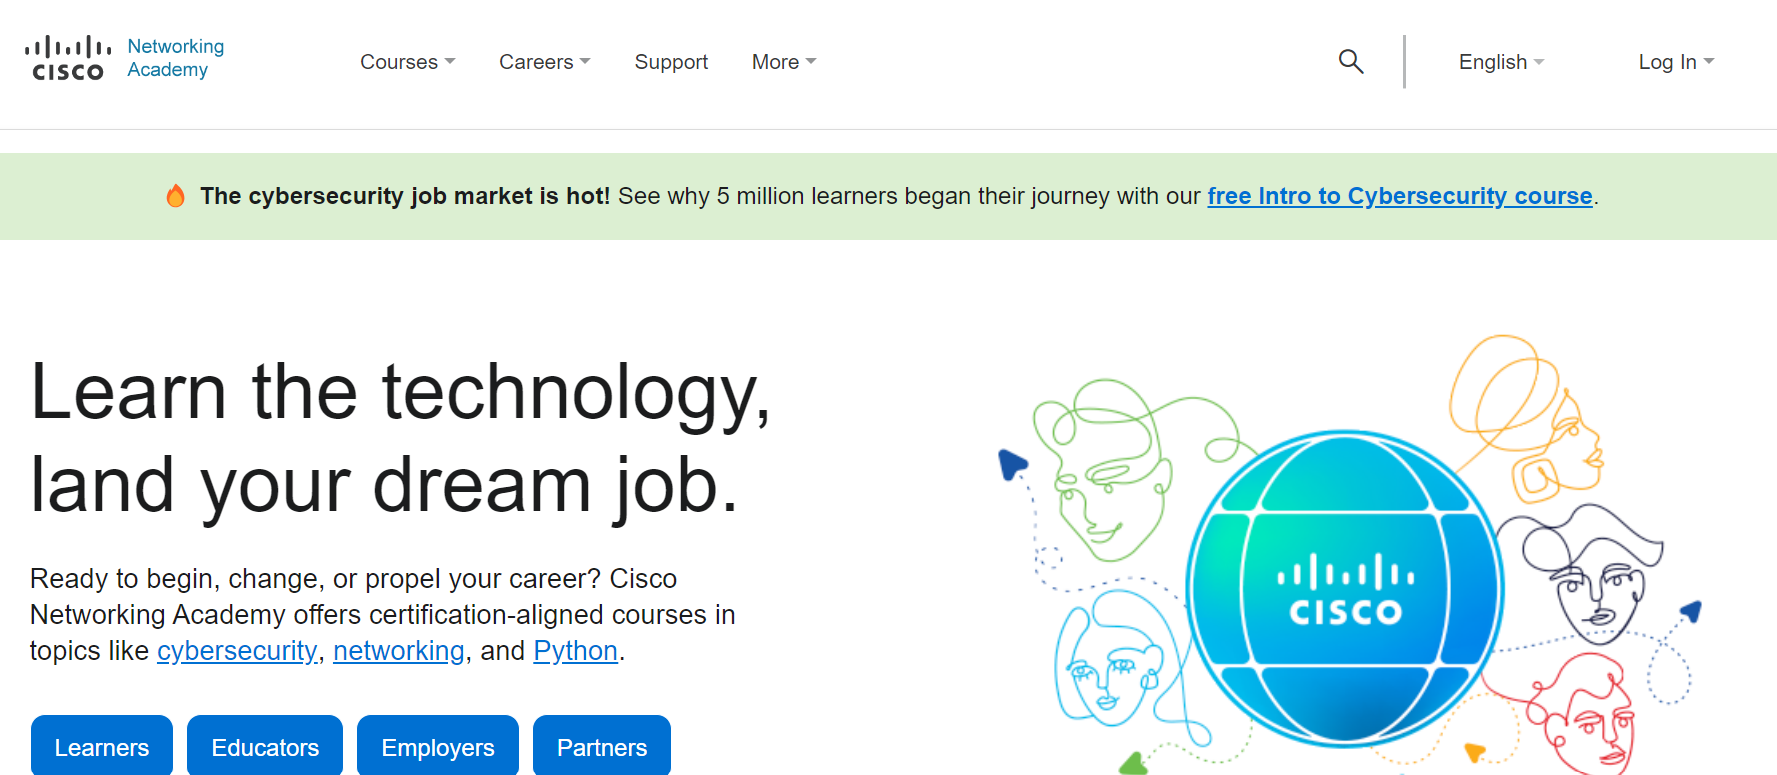 CISCO
Networking
Academy
Courses
Careers
Support
More
English
Log In
The cybersecurity job market is hot! See why 5 million learners began their journey with our free Intro to Cybersecurity course.
Learn the technology,
land your dream job.
Ready to begin, change, or propel your career? Cisco
Networking Academy offers certification-aligned courses in
topics like cybersecurity, networking, and Python.
Learners
Educators
Employers
Partners
CISCO